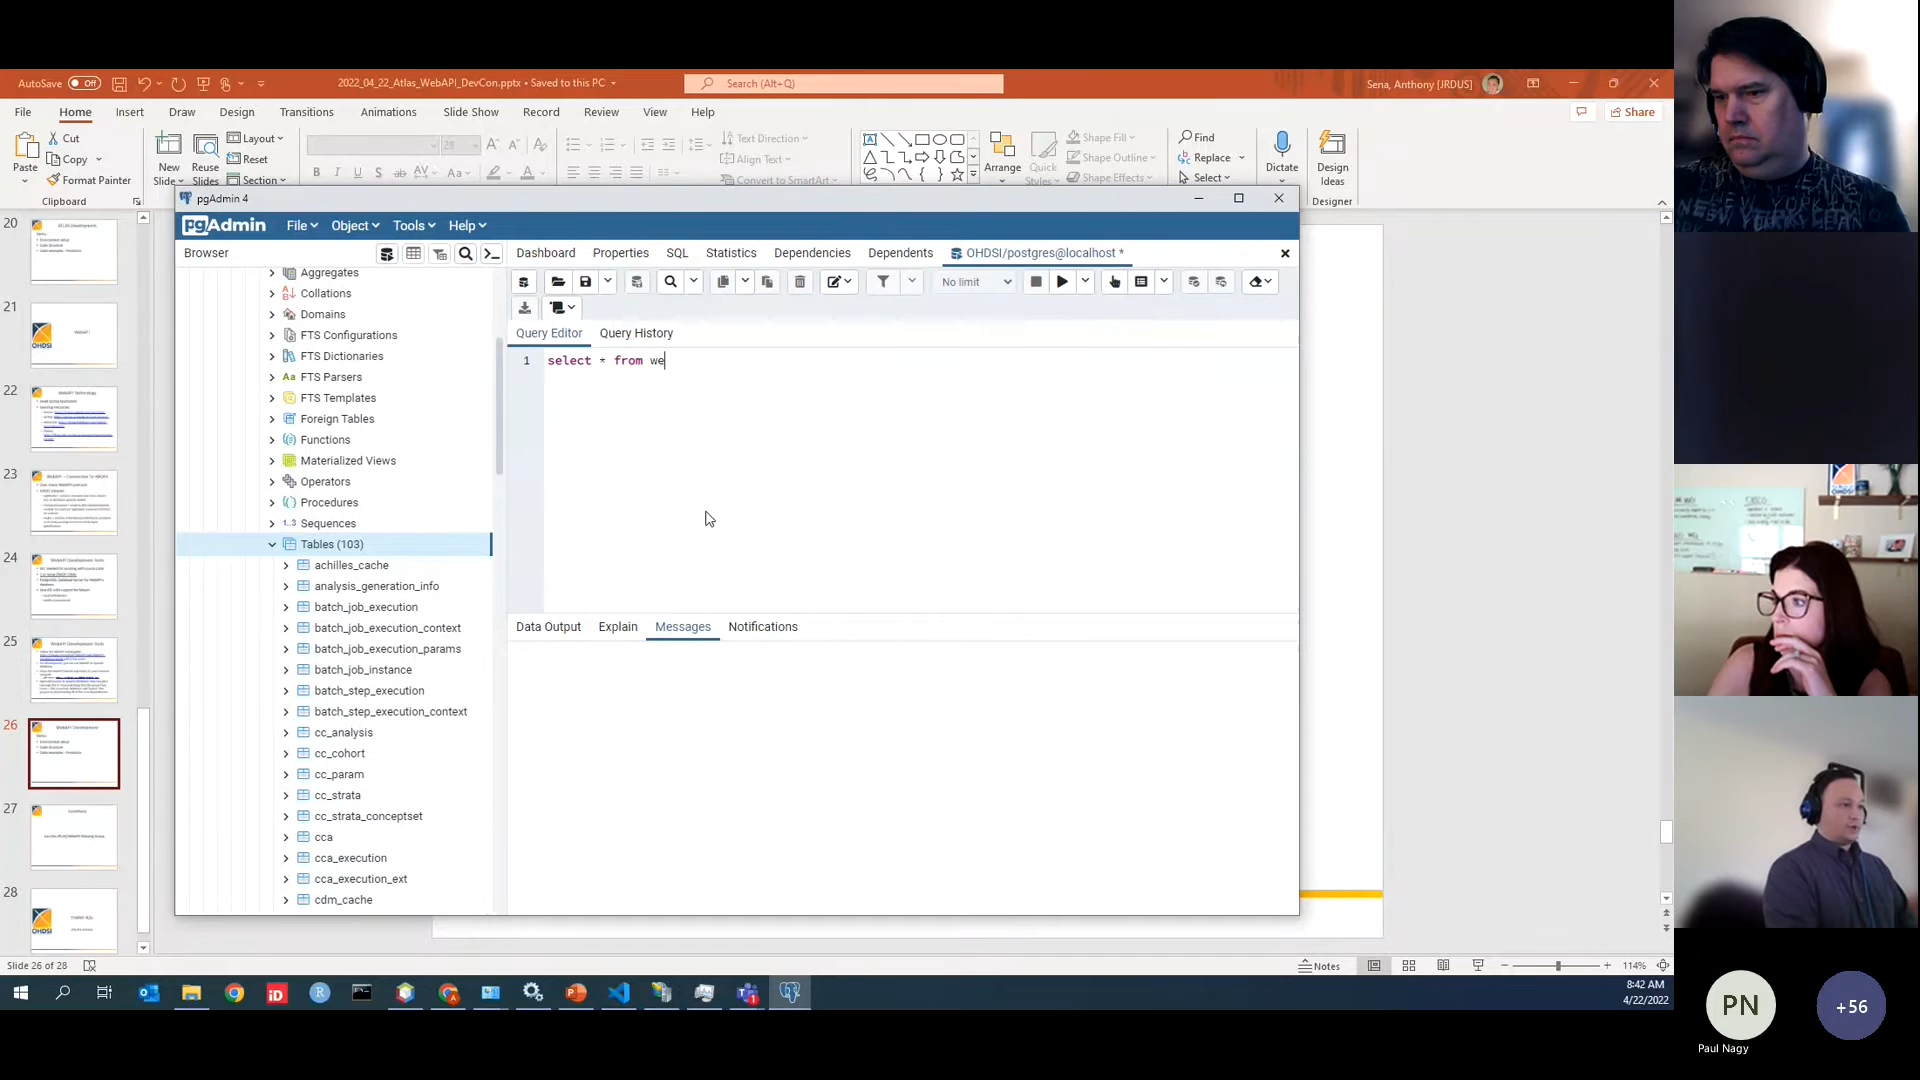 AutoSave Off
2022_04_22_Atlas_WebAPI_DevCon.pptx • Saved to this PC
Search (Alt+Q)
Sena, Anthony [JRDUS]
File Home Insert Draw Design Transitions Animations Slide Show Record Review View Help
Share
Paste
Cut
Copy
Format Painter
Clipboard
New Slide
Reuse Slides
Layout
Reset
Section
28
Text Direction
Align Text
Convert to SmartArt
Arrange
Quick Styles
Shape Fill
Shape Outline
Shape Effects
Find
Replace
Select
Dictate
Design Ideas
Designer
pgAdmin 4
pgAdmin
File Object Tools Help
Browser
Dashboard Properties SQL Statistics Dependencies Dependents OHDSI/postgres@localhost *
No limit
Query Editor Query History
1 select * from we
Aggregates
Collations
Domains
FTS Configurations
FTS Dictionaries
Aa FTS Parsers
FTS Templates
Foreign Tables
Functions
Materialized Views
Operators
Procedures
1..3 Sequences
Tables (103)
achilles_cache
analysis_generation_info
batch_job_execution
batch_job_execution_context
batch_job_execution_params
batch_job_instance
batch_step_execution
batch_step_execution_context
cc_analysis
cc_cohort
cc_param
cc_strata
cc_strata_conceptset
cca
cca_execution
cca_execution_ext
cdm_cache
Data Output Explain Messages Notifications
20
21
OHDSI
22
23
24
25
26
27
28
OHDSI
Slide 26 of 28
Notes
114%
8:42 AM
4/22/2022
OHDSI
PN
Paul Nagy
+56